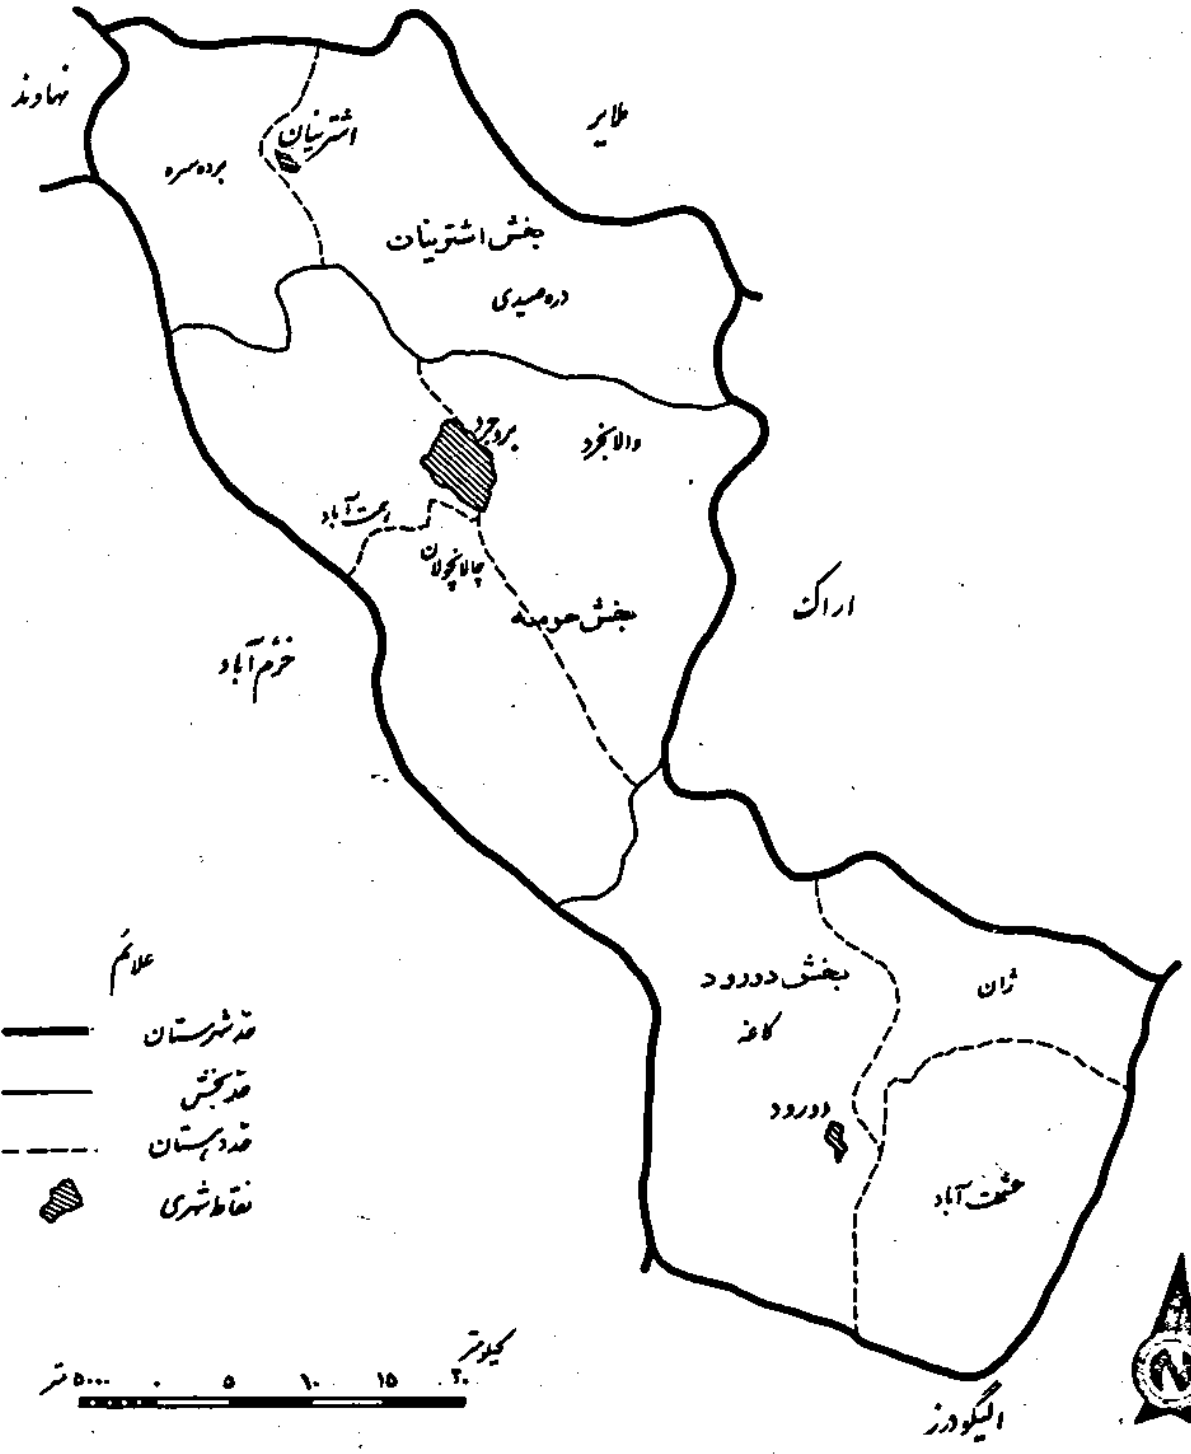 نهاوند
ملایر
اشترینان
برده سره
بخش اشترینان
دره صیدی
بروجرد
والانجرد
همت آباد
چالانچولان
بخش حومه
اراک
خرم آباد
بخش دورود
کاغه
ژان
دورود
حشمت آباد
علائم
حد شهرستان
حد بخش
حد دهستان
نقاط شهری
کیلومتر
متر ۵۰۰۰ ۰ ۵ ۱۰ ۱۵ ۲۰
N
الیگودرز